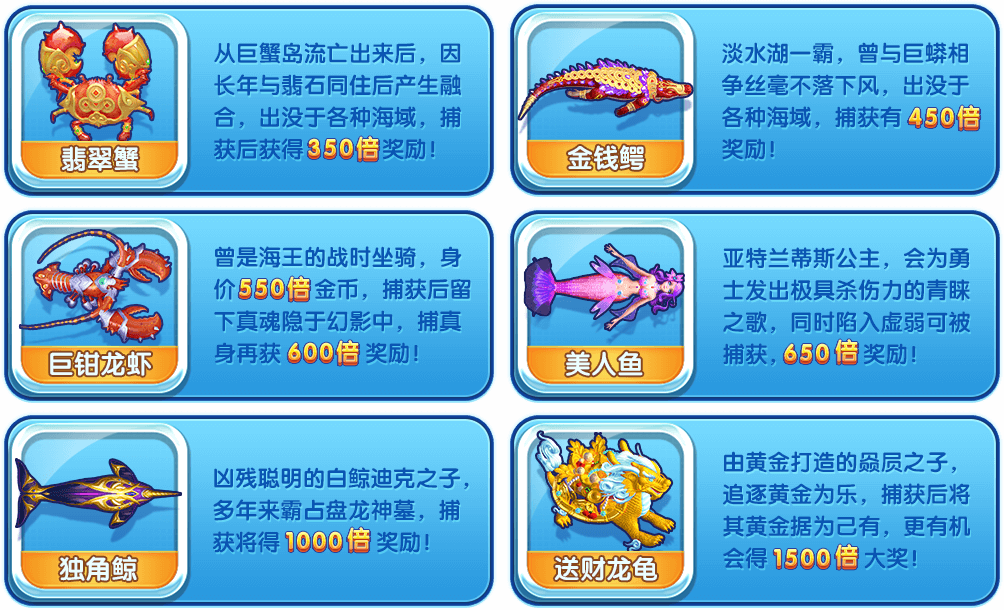 从巨蟹岛流亡出来后，因
长年与翡石同住后产生融
合，出没于各种海域，捕
获后获得350倍奖励！
翡翠蟹
淡水湖一霸，曾与巨蟒相
争丝毫不落下风，出没于
各种海域，捕获有450倍
奖励！
金钱鳄
曾是海王的战时坐骑，身
价550倍金币，捕获后留
下真魂隐于幻影中，捕真
身再获600倍奖励！
巨钳龙虾
亚特兰蒂斯公主，会为勇
士发出极具杀伤力的青睐
之歌，同时陷入虚弱可被
捕获，650倍奖励！
美人鱼
凶残聪明的白鲸迪克之子，
多年来霸占盘龙神墓，捕
获将得1000倍奖励！
独角鲸
由黄金打造的赑屃之子，
追逐黄金为乐，捕获后将
其黄金据为己有，更有机
会得1500倍大奖！
送财龙龟